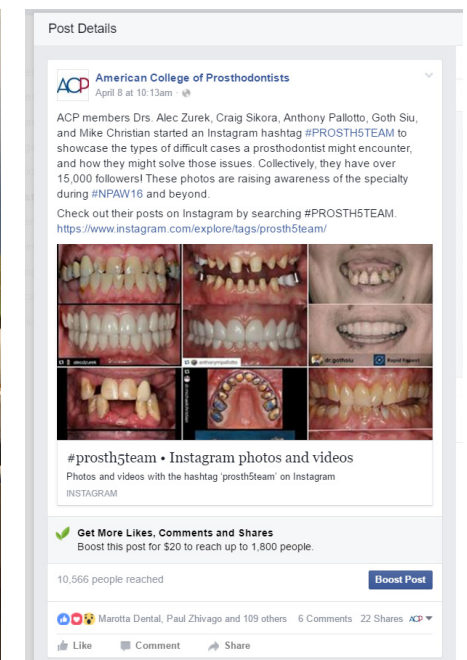 Post Details
ACP
American College of Prosthodontists
April 8 at 10:13am ·
ACP members Drs. Alec Zurek, Craig Sikora, Anthony Pallotto, Goth Siu,
and Mike Christian started an Instagram hashtag #PROSTH5TEAM to
showcase the types of difficult cases a prosthodontist might encounter,
and how they might solve those issues. Collectively, they have over
15,000 followers! These photos are raising awareness of the specialty
during #NPAW16 and beyond.
Check out their posts on Instagram by searching #PROSTH5TEAM.
https://www.instagram.com/explore/tags/prosth5team/
aleczurek
anthonympallotto
dr.gothsiu
#prosth5team • Instagram photos and videos
Photos and videos with the hashtag 'prosth5team' on Instagram
INSTAGRAM
Get More Likes, Comments and Shares
Boost this post for $20 to reach up to 1,800 people.
10,566 people reached
Boost Post
Marotta Dental, Paul Zhivago and 109 others 6 Comments 22 Shares ACP
Like Comment Share